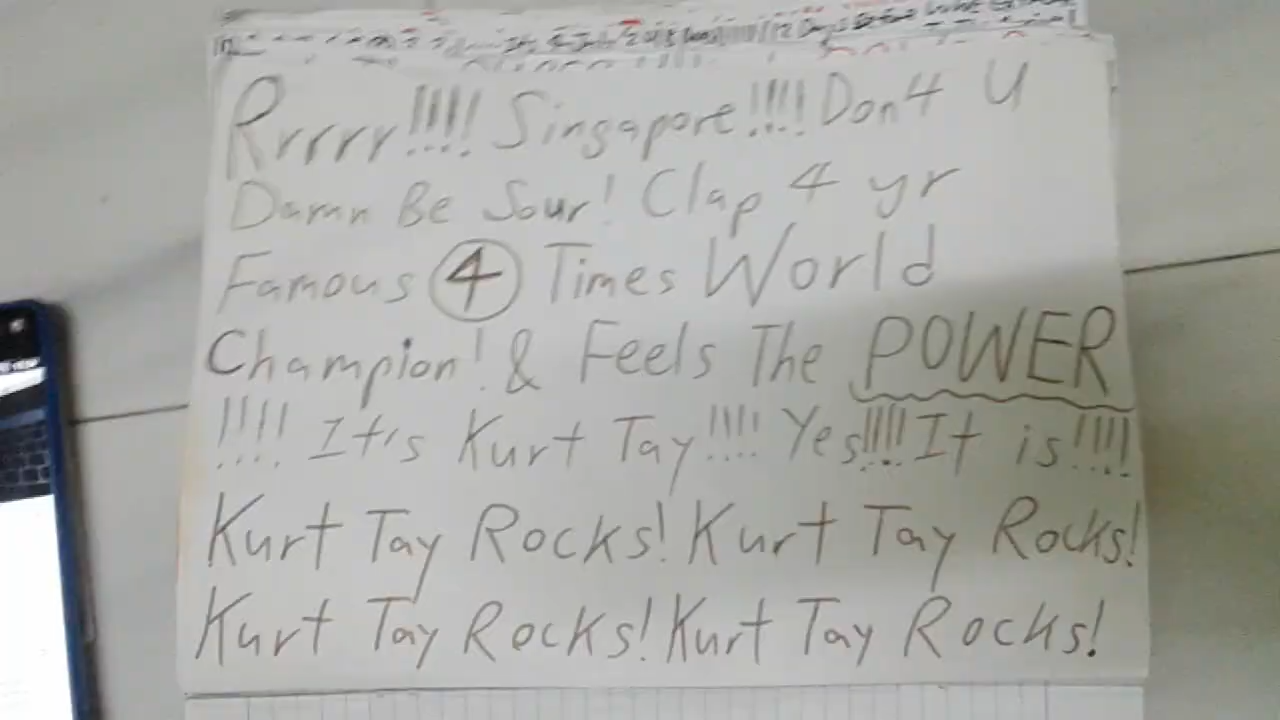 Rrrrrr!!!! Singapore!!!! Don4 U
Damn Be Sour! Clap 4 yr
Famous 4 Times World
Champion! & Feels The POWER
!!!! It's Kurt Tay!!!! Yes!!!! It is!!!!
Kurt Tay Rocks! Kurt Tay Rocks!
Kurt Tay Rocks! Kurt Tay Rocks!